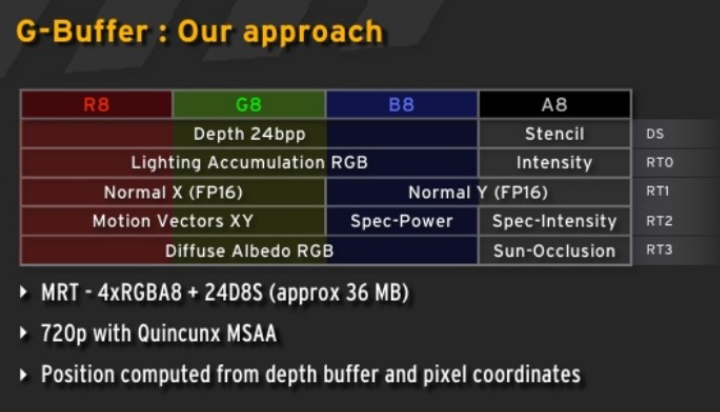 G-Buffer : Our approach
R8 G8 B8 A8
Depth 24bpp Stencil DS
Lighting Accumulation RGB Intensity RT0
Normal X (FP16) Normal Y (FP16) RT1
Motion Vectors XY Spec-Power Spec-Intensity RT2
Diffuse Albedo RGB Sun-Occlusion RT3
MRT - 4xRGBA8 + 24D8S (approx 36 MB)
720p with Quincunx MSAA
Position computed from depth buffer and pixel coordinates